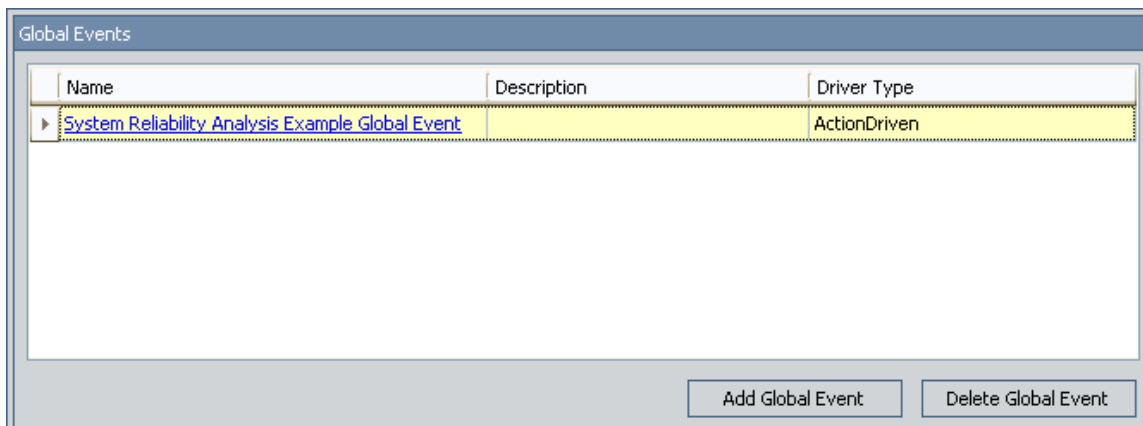 Global Events
Name Description Driver Type
System Reliability Analysis Example Global Event ActionDriven
Add Global Event Delete Global Event